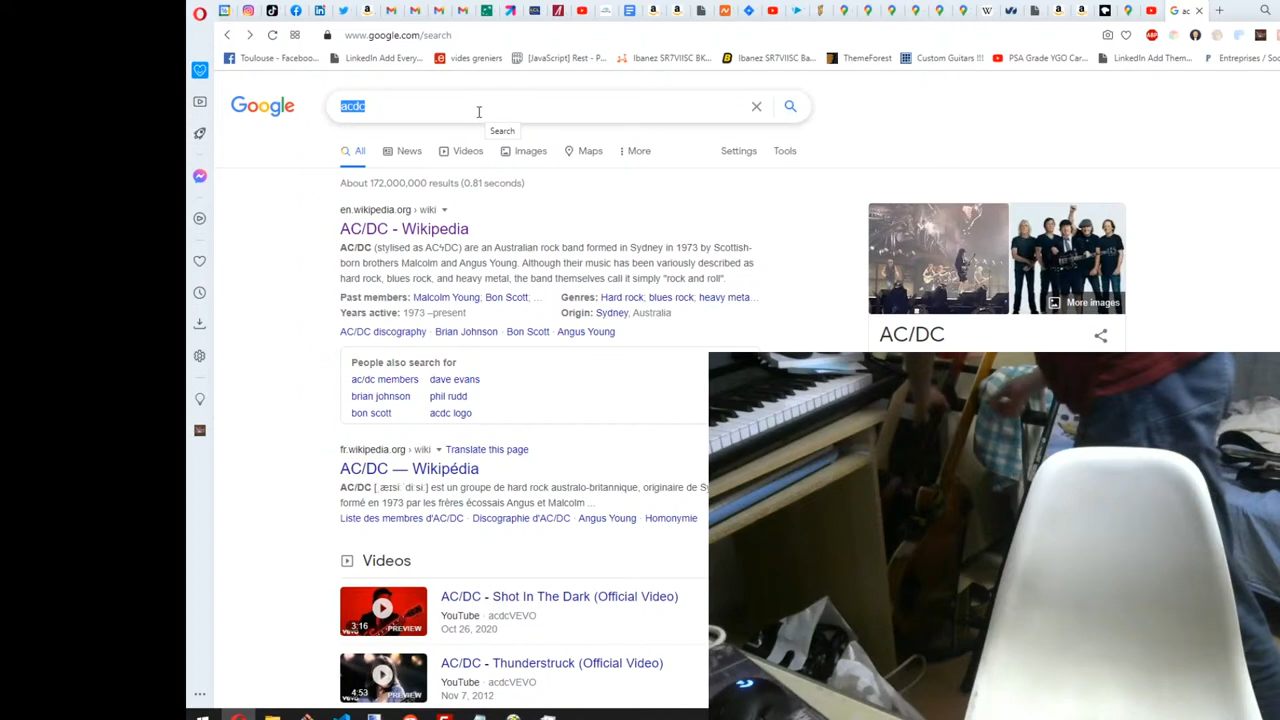 ac
www.google.com/search
ABP
Toulouse - Faceboo...
LinkedIn Add Every...
vides greniers
[JavaScript] Rest - P...
Ibanez SR7VIISC BK...
Ibanez SR7VIISC Ba...
ThemeForest
Custom Guitars !!!
PSA Grade YGO Car...
LinkedIn Add Them...
Entreprises / Soc
Google
acdc
Search
All
News
Videos
Images
Maps
More
Settings
Tools
About 172,000,000 results (0.81 seconds)
en.wikipedia.org › wiki
AC/DC - Wikipedia
AC/DC (stylised as ACϟDC) are an Australian rock band formed in Sydney in 1973 by Scottish-
born brothers Malcolm and Angus Young. Although their music has been variously described as
hard rock, blues rock, and heavy metal, the band themselves call it simply "rock and roll".
Past members: Malcolm Young, Bon Scott, ...
Genres: Hard rock; blues rock; heavy meta...
Years active: 1973 –present
Origin: Sydney, Australia
AC/DC discography · Brian Johnson · Bon Scott · Angus Young
People also search for
ac/dc members
dave evans
brian johnson
phil rudd
bon scott
acdc logo
More images
AC/DC
fr.wikipedia.org › wiki
Translate this page
AC/DC — Wikipédia
AC/DC [ˌæɪsiːˈdiːsiː] est un groupe de hard rock australo-britannique, originaire de Sy
formé en 1973 par les frères écossais Angus et Malcolm ...
Liste des membres d'AC/DC · Discographie d'AC/DC · Angus Young · Homonymie
Videos
3:16
PREVIEW
AC/DC - Shot In The Dark (Official Video)
YouTube · acdcVEVO
Oct 26, 2020
4:53
PREVIEW
AC/DC - Thunderstruck (Official Video)
YouTube · acdcVEVO
Nov 7, 2012